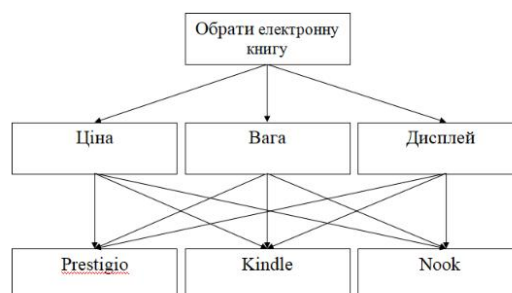 Обрати електронну
книгу
Ціна
Вага
Дисплей
Prestigio
Kindle
Nook